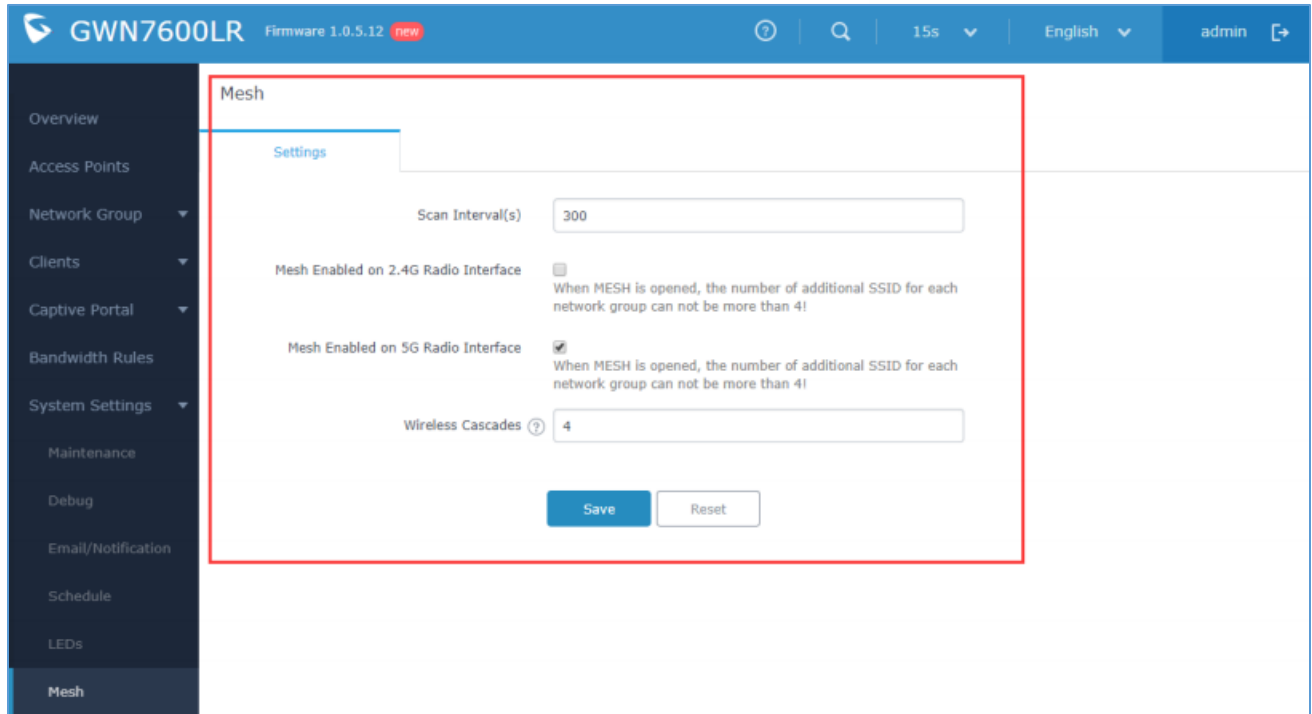 GWN7600LR Firmware 1.0.5.12 new 15s English admin
Overview
Access Points
Network Group
Clients
Captive Portal
Bandwidth Rules
System Settings
Maintenance
Debug
Email/Notification
Schedule
LEDs
Mesh
Mesh
Settings
Scan Interval(s) 300
Mesh Enabled on 2.4G Radio Interface
When MESH is opened, the number of additional SSID for each
network group can not be more than 4!
Mesh Enabled on 5G Radio Interface
When MESH is opened, the number of additional SSID for each
network group can not be more than 4!
Wireless Cascades ? 4
Save Reset